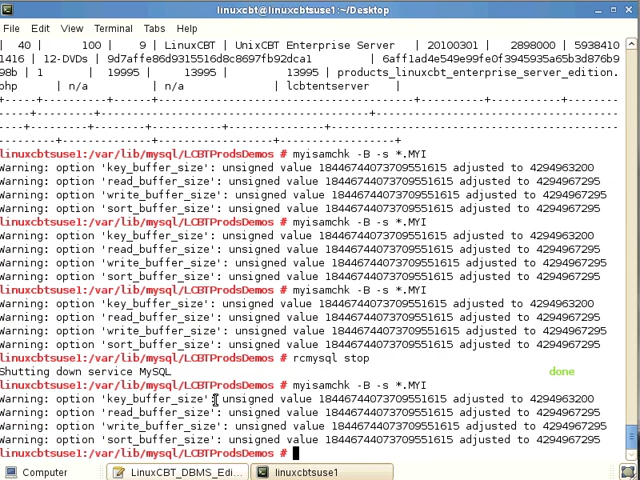 linuxcbt@linuxcbtsuse1:~/Desktop
File Edit View Terminal Tabs Help
| 40 | 100 | 9 | LinuxCBT | UnixCBT Enterprise Server | 20100301 | 2898000 | 5938410
1416 | 12-DVDs | 9d7affe86d9315516d8c8697fb92dca1 | 6aff1ad4e549e99fe0f3945935a65b3d876b9
98b | 1 | 19995 | 13995 | 13995 | products_linuxcbt_enterprise_server_edition.
php | n/a | n/a | lcbtentserver |
linuxcbtsuse1:/var/lib/mysql/LCBTProdsDemos # myisamchk -B -s *.MYI
Warning: option 'key_buffer_size': unsigned value 18446744073709551615 adjusted to 4294963200
Warning: option 'read_buffer_size': unsigned value 18446744073709551615 adjusted to 4294967295
Warning: option 'write_buffer_size': unsigned value 18446744073709551615 adjusted to 4294967295
Warning: option 'sort_buffer_size': unsigned value 18446744073709551615 adjusted to 4294967295
linuxcbtsuse1:/var/lib/mysql/LCBTProdsDemos # myisamchk -B -s *.MYI
Warning: option 'key_buffer_size': unsigned value 18446744073709551615 adjusted to 4294963200
Warning: option 'read_buffer_size': unsigned value 18446744073709551615 adjusted to 4294967295
Warning: option 'write_buffer_size': unsigned value 18446744073709551615 adjusted to 4294967295
Warning: option 'sort_buffer_size': unsigned value 18446744073709551615 adjusted to 4294967295
linuxcbtsuse1:/var/lib/mysql/LCBTProdsDemos # myisamchk -B -s *.MYI
Warning: option 'key_buffer_size': unsigned value 18446744073709551615 adjusted to 4294963200
Warning: option 'read_buffer_size': unsigned value 18446744073709551615 adjusted to 4294967295
Warning: option 'write_buffer_size': unsigned value 18446744073709551615 adjusted to 4294967295
Warning: option 'sort_buffer_size': unsigned value 18446744073709551615 adjusted to 4294967295
linuxcbtsuse1:/var/lib/mysql/LCBTProdsDemos # rcmysql stop
Shutting down service MySQL done
linuxcbtsuse1:/var/lib/mysql/LCBTProdsDemos # myisamchk -B -s *.MYI
Warning: option 'key_buffer_size': unsigned value 18446744073709551615 adjusted to 4294963200
Warning: option 'read_buffer_size': unsigned value 18446744073709551615 adjusted to 4294967295
Warning: option 'write_buffer_size': unsigned value 18446744073709551615 adjusted to 4294967295
Warning: option 'sort_buffer_size': unsigned value 18446744073709551615 adjusted to 4294967295
linuxcbtsuse1:/var/lib/mysql/LCBTProdsDemos #
Computer LinuxCBT_DBMS_Edi... linuxcbtsuse1